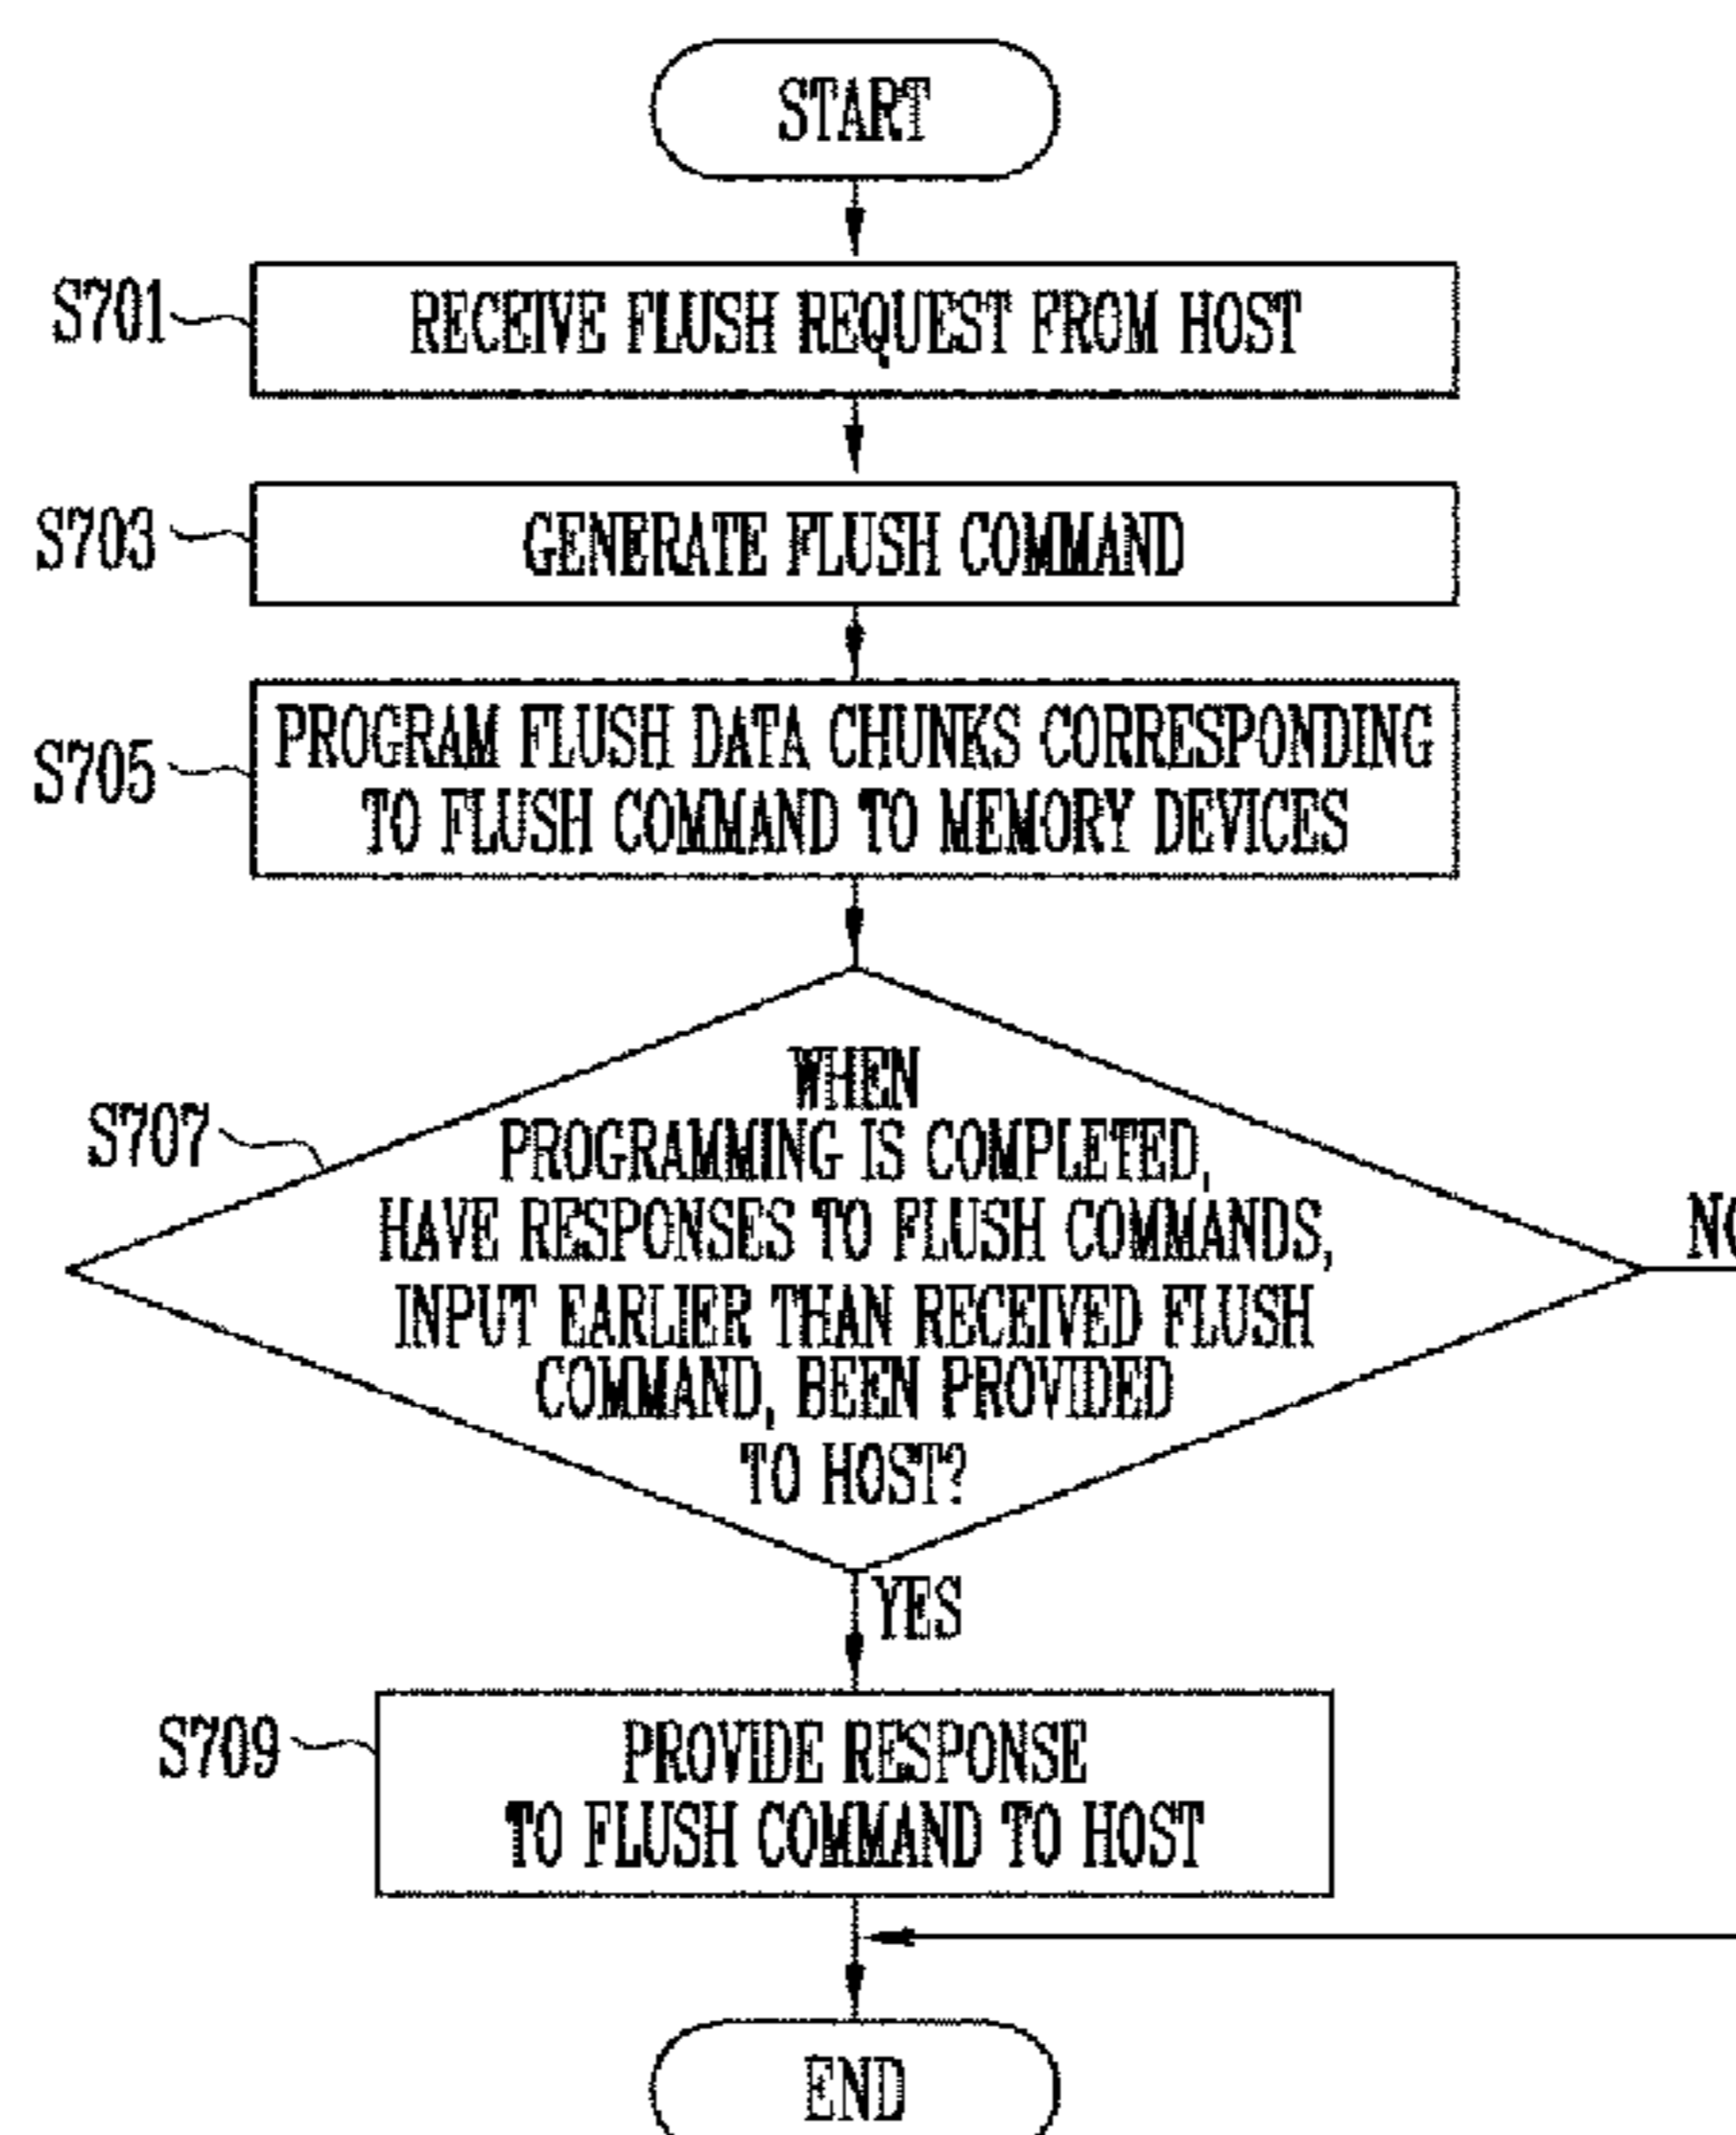 START
S701
RECEIVE FLUSH REQUEST FROM HOST
S703
GENERATE FLUSH COMMAND
S705
PROGRAM FLUSH DATA CHUNKS CORRESPONDING
TO FLUSH COMMAND TO MEMORY DEVICES
S707
WHEN
PROGRAMMING IS COMPLETED,
HAVE RESPONSES TO FLUSH COMMANDS,
INPUT EARLIER THAN RECEIVED FLUSH
COMMAND, BEEN PROVIDED
TO HOST?
YES
S709
PROVIDE RESPONSE
TO FLUSH COMMAND TO HOST
END